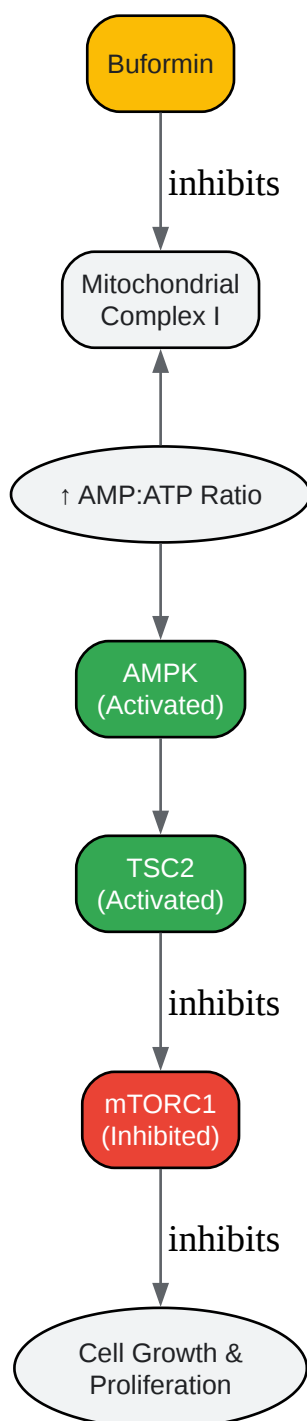 Buformin
inhibits
Mitochondrial
Complex I
↑ AMP:ATP Ratio
AMPK
(Activated)
TSC2
(Activated)
inhibits
mTORC1
(Inhibited)
inhibits
Cell Growth &
Proliferation